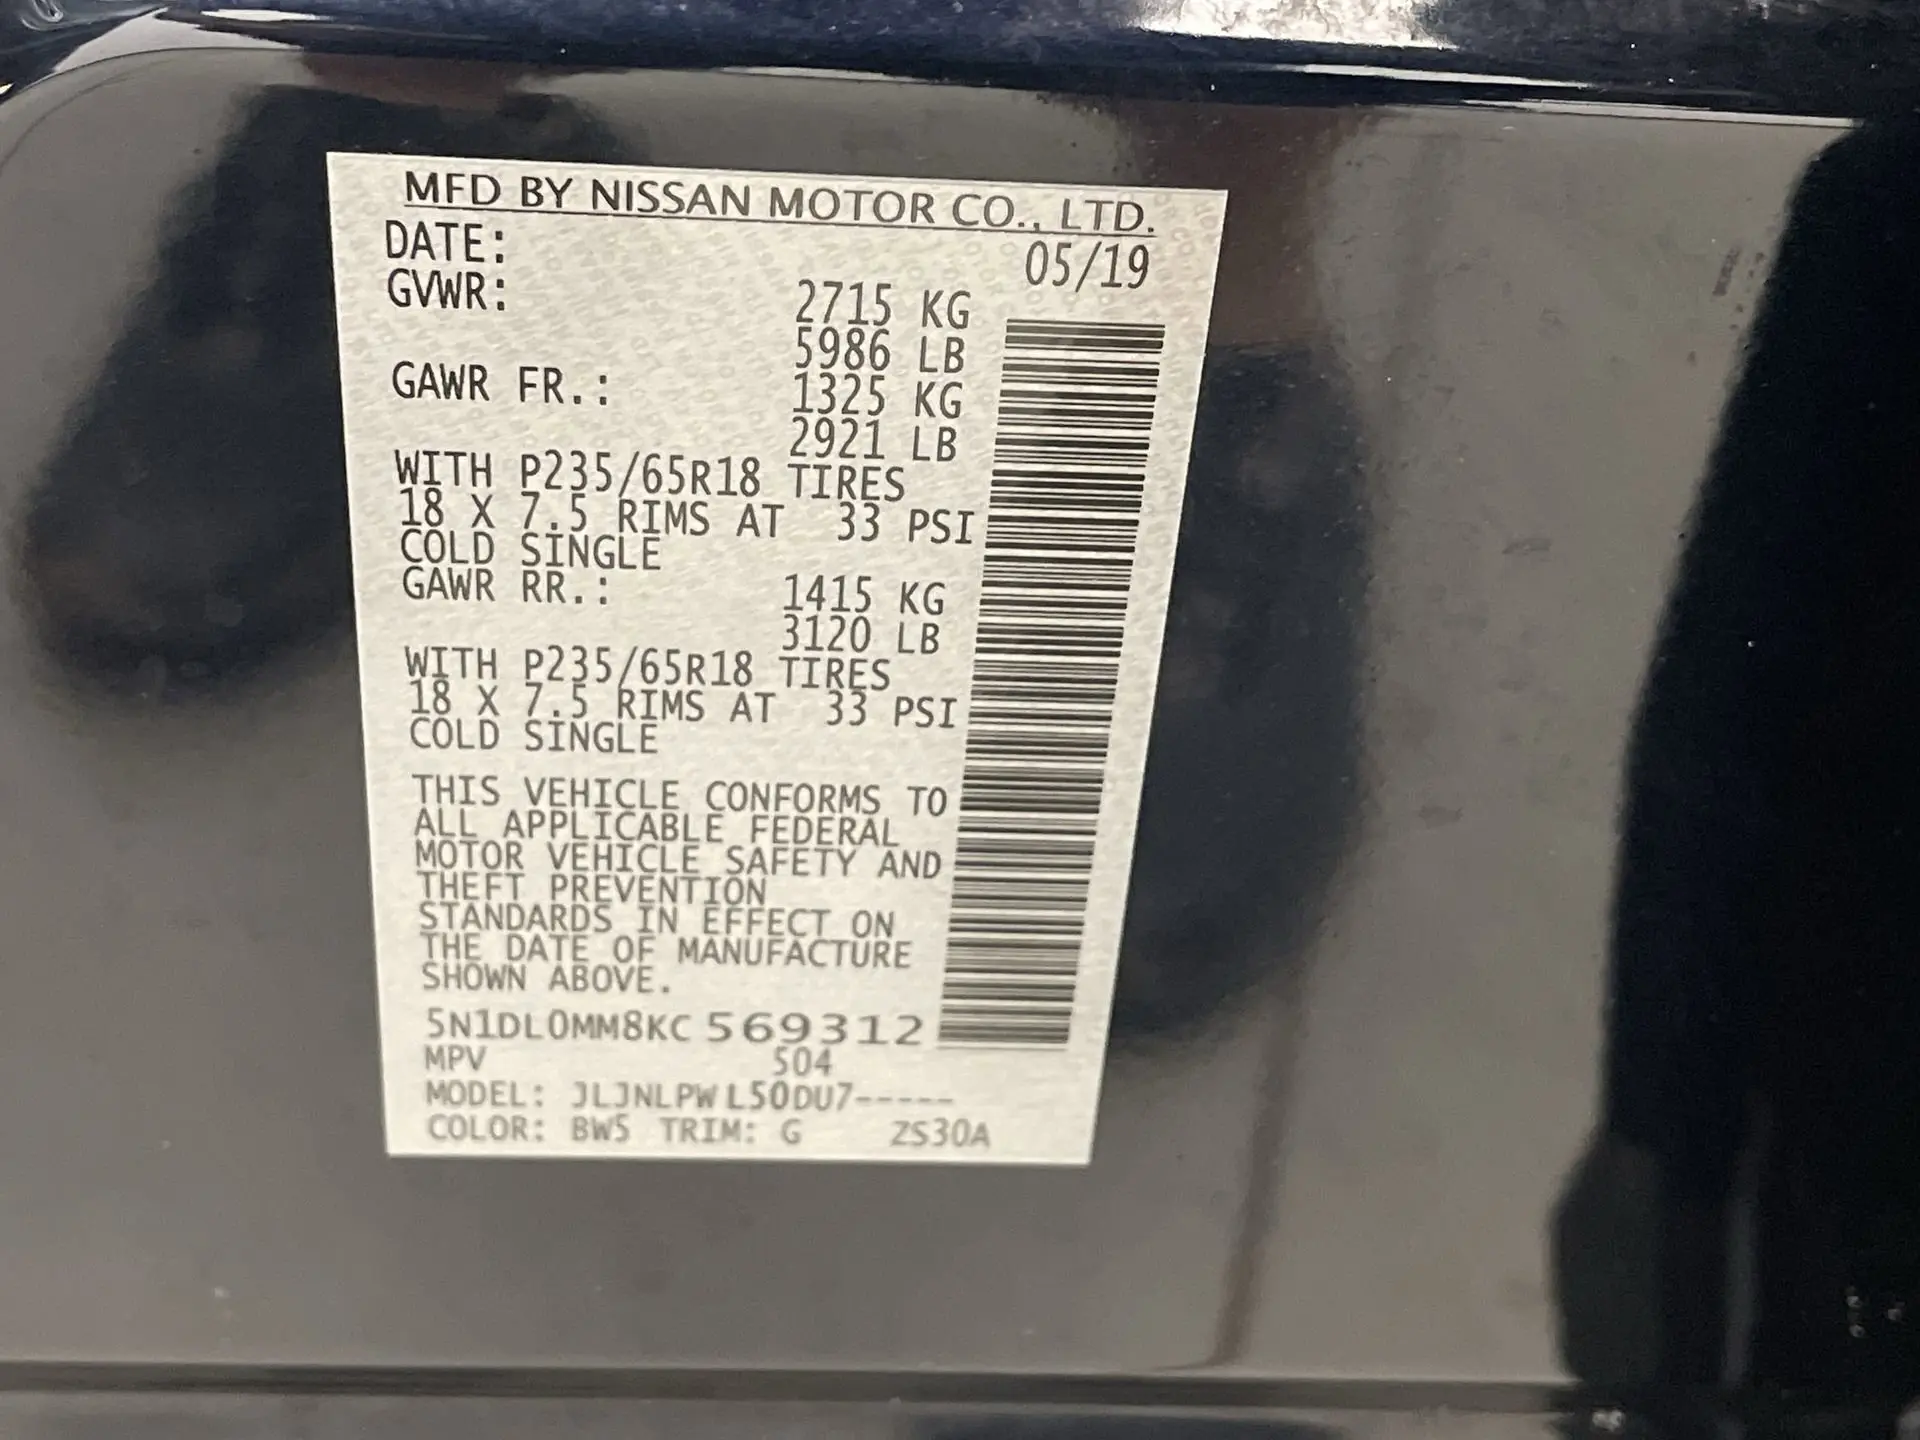 MFD BY NISSAN MOTOR CO., LTD.
DATE: 05/19
GVWR: 2715 KG
5986 LB
GAWR FR.: 1325 KG
2921 LB
WITH P235/65R18 TIRES
18 X 7.5 RIMS AT 33 PSI
COLD SINGLE
GAWR RR.: 1415 KG
3120 LB
WITH P235/65R18 TIRES
18 X 7.5 RIMS AT 33 PSI
COLD SINGLE
THIS VEHICLE CONFORMS TO
ALL APPLICABLE FEDERAL
MOTOR VEHICLE SAFETY AND
THEFT PREVENTION
STANDARDS IN EFFECT ON
THE DATE OF MANUFACTURE
SHOWN ABOVE.
5N1DL0MM8KC 569312
MPV 504
MODEL: JLJNLPW L50DU7-----
COLOR: BW5 TRIM: G ZS30A